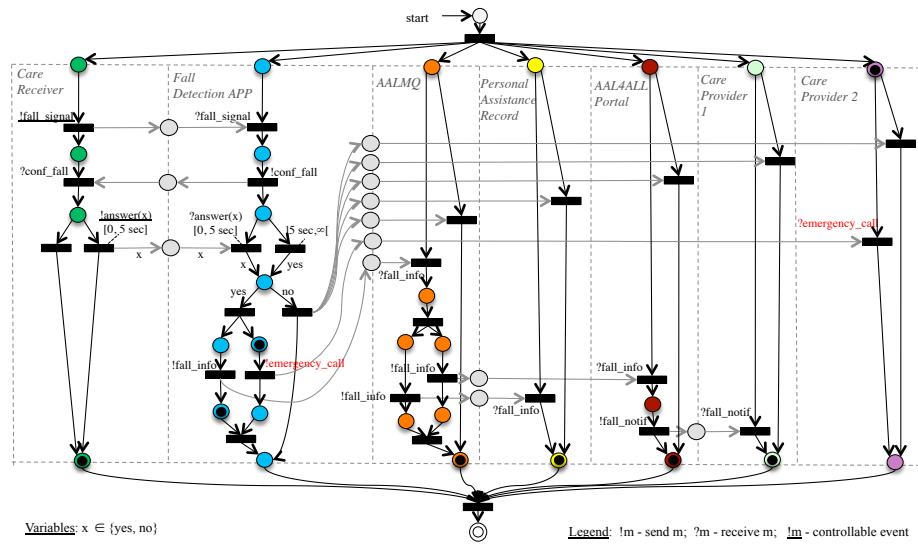 start
Care
Receiver
Fall
Detection APP
AALMQ
Personal
Assistance
Record
AAL4ALL
Portal
Care
Provider
1
Care
Provider 2
!fall_signal
?fall_signal
?conf_fall
!conf_fall
!answer(x)
[0, 5 sec]
x
?answer(x)
[0, 5 sec]
x
]5 sec,∞[
yes
yes
no
?emergency_call
?fall_info
!fall_info
!emergency_call
!fall_info
!fall_info
?fall_info
?fall_info
!fall_notif
?fall_notif
Variables: x ∈ {yes, no}
Legend: !m - send m; ?m - receive m; !m - controllable event